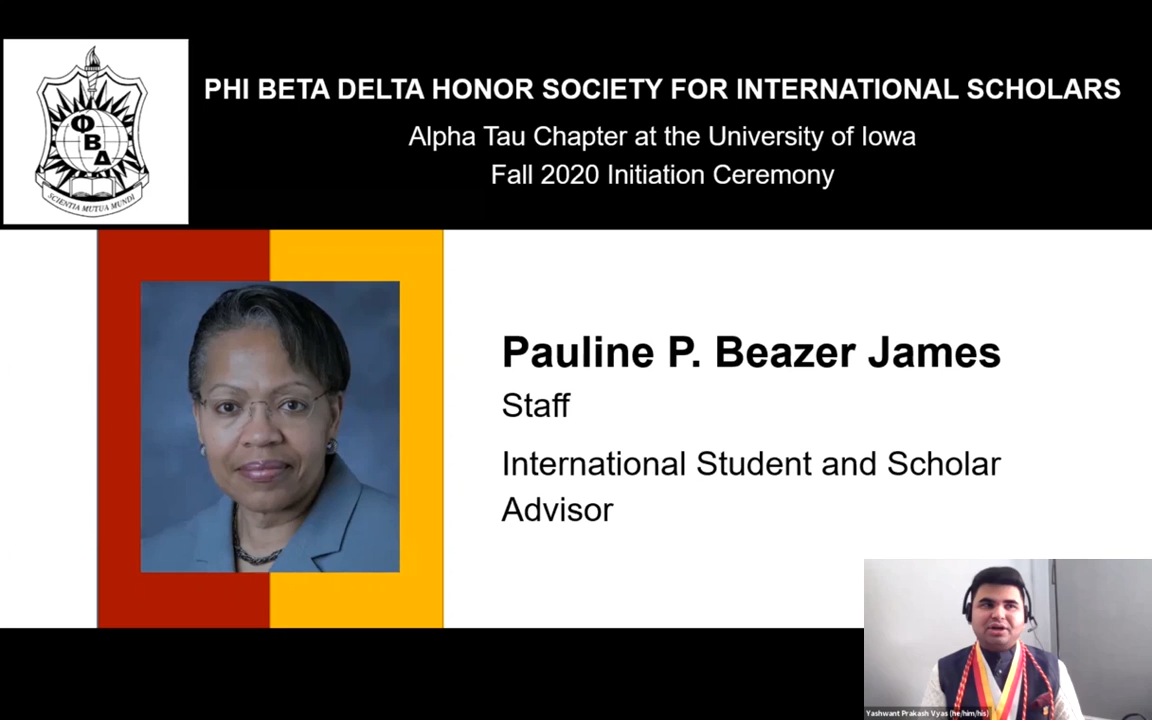 PHI BETA DELTA HONOR SOCIETY FOR INTERNATIONAL SCHOLARS
Alpha Tau Chapter at the University of Iowa
Fall 2020 Initiation Ceremony
Φ
Β
Δ
SCIENTIA MUTUA MUNDI
Pauline P. Beazer James
Staff
International Student and Scholar
Advisor
Yashwant Prakash Vyas (he/him/his)